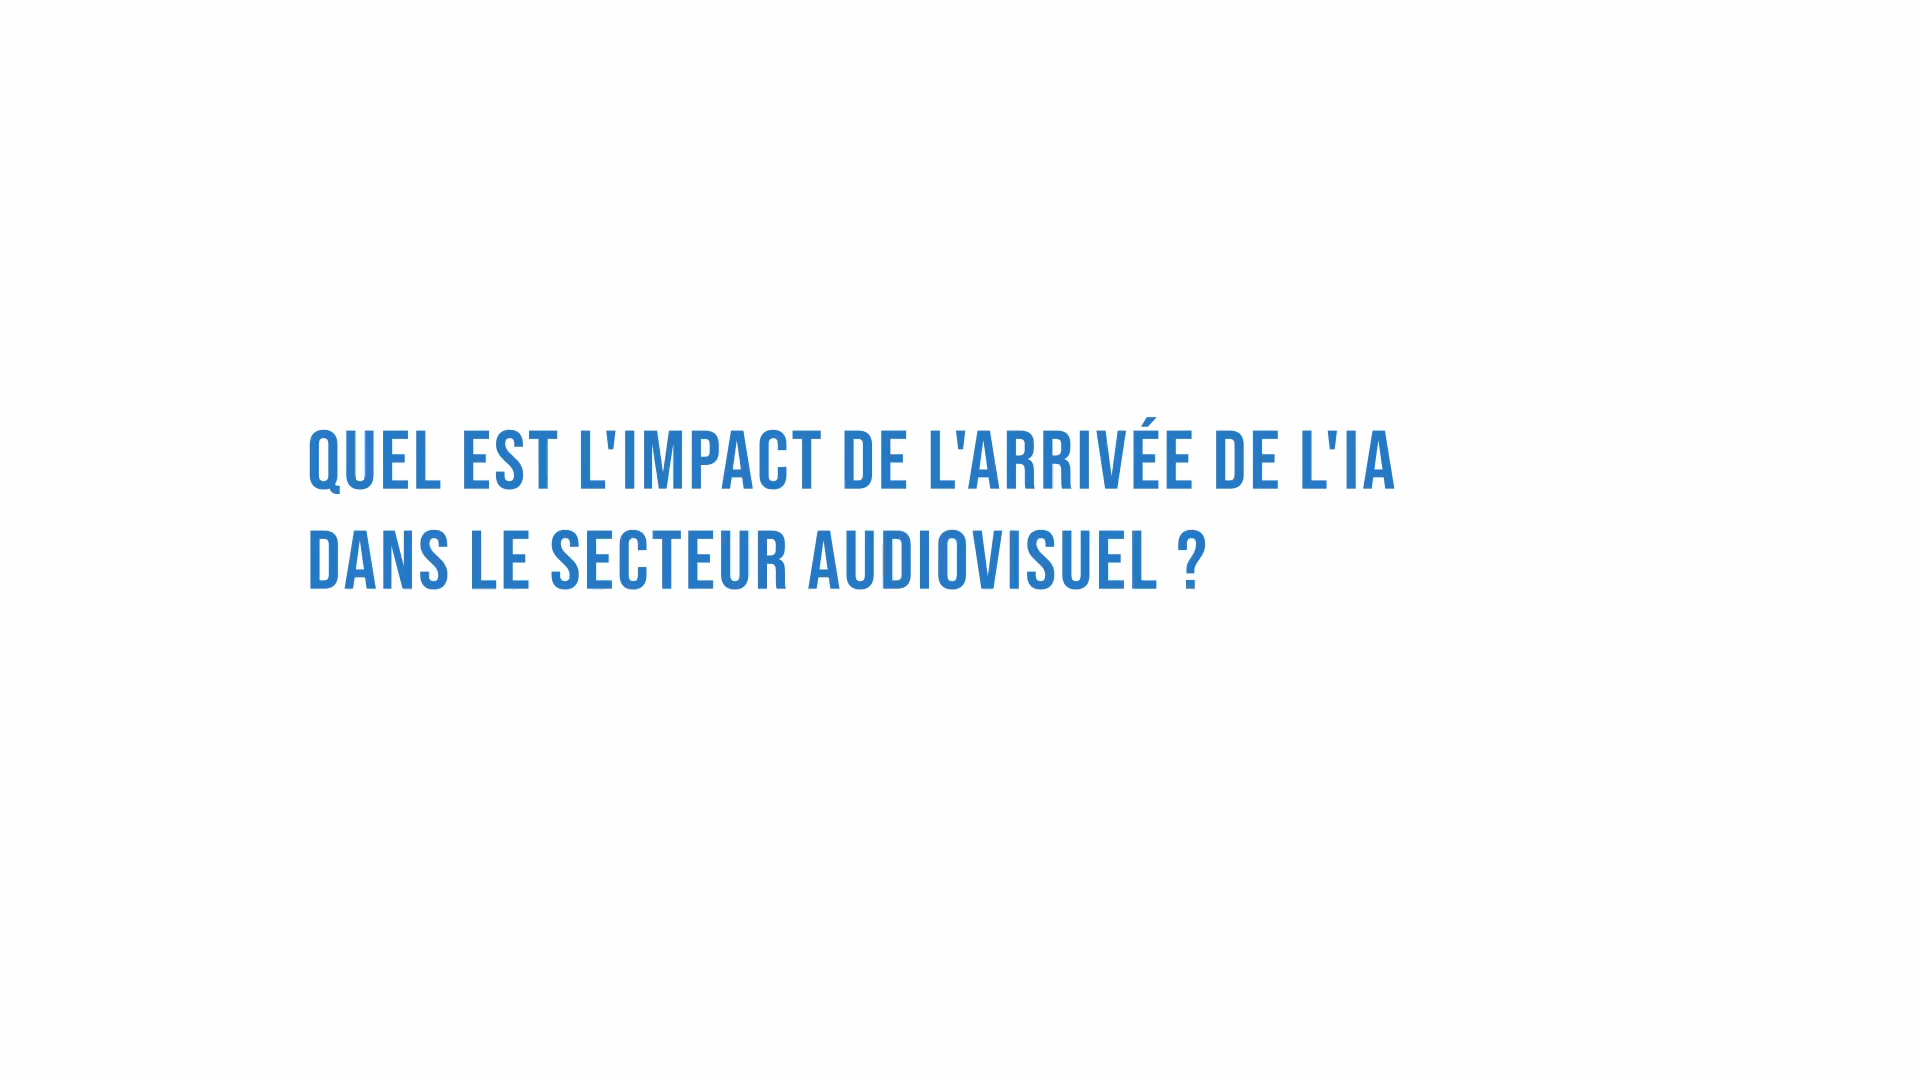 QUEL EST L'IMPACT DE L'ARRIVÉE DE L'IA
DANS LE SECTEUR AUDIOVISUEL ?